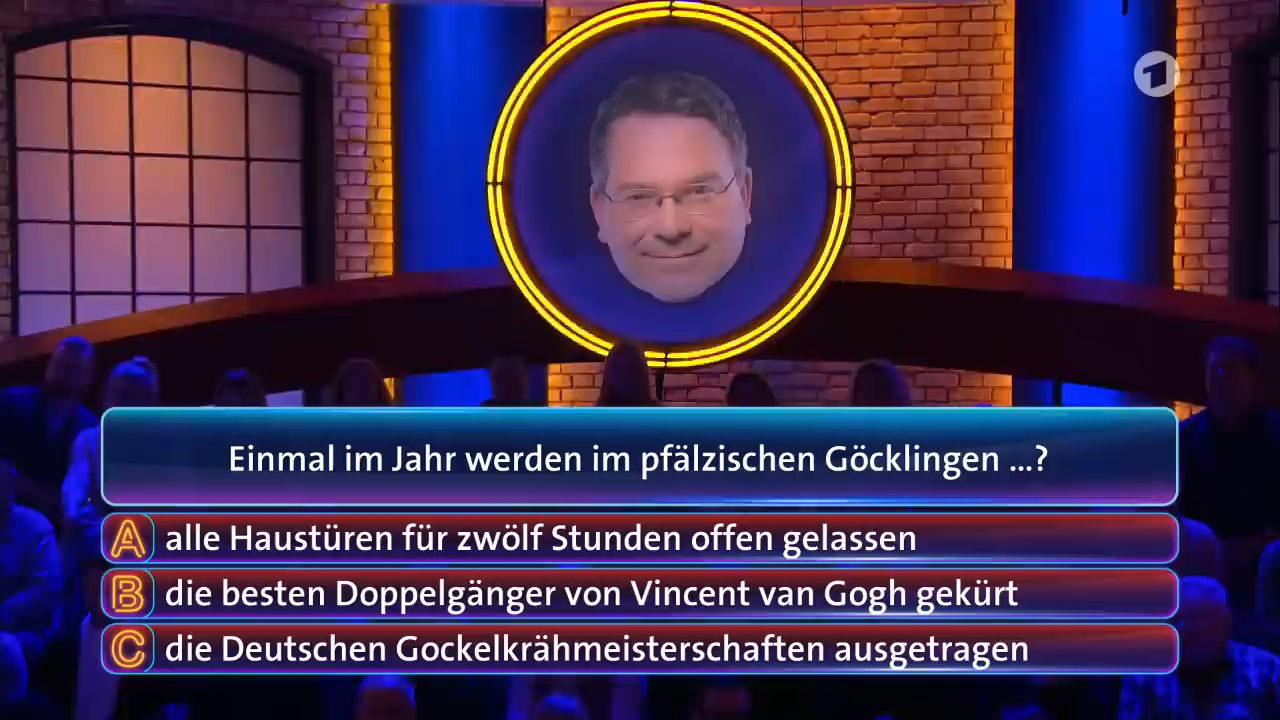 1
Einmal im Jahr werden im pfälzischen Göcklingen ...?
A alle Haustüren für zwölf Stunden offen gelassen
B die besten Doppelgänger von Vincent van Gogh gekürt
C die Deutschen Gockelkrähmeisterschaften ausgetragen